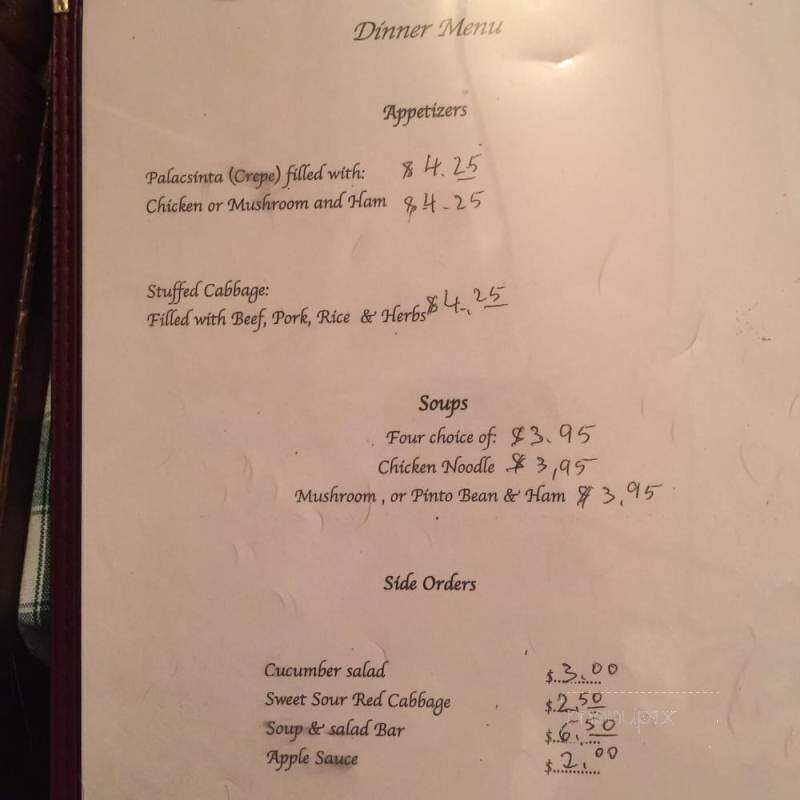 Dinner Menu
Appetizers
Palacsinta (Crepe) filled with: $4.25
Chicken or Mushroom and Ham $4.25
Stuffed Cabbage:
Filled with Beef, Pork, Rice & Herbs $4.25
Soups
Four choice of: $3.95
Chicken Noodle $3,95
Mushroom , or Pinto Bean & Ham $3,95
Side Orders
Cucumber salad $3.00
Sweet Sour Red Cabbage $2.50
menupix
Soup & salad Bar $6.50
Apple Sauce $2.00